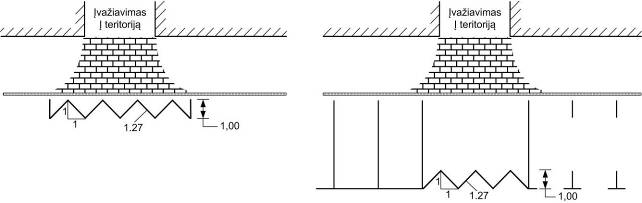 Įvažiavimas
Į teritoriją
1
1
1.27
1,00
Įvažiavimas
Į teritoriją
1
1
1.27
1,00